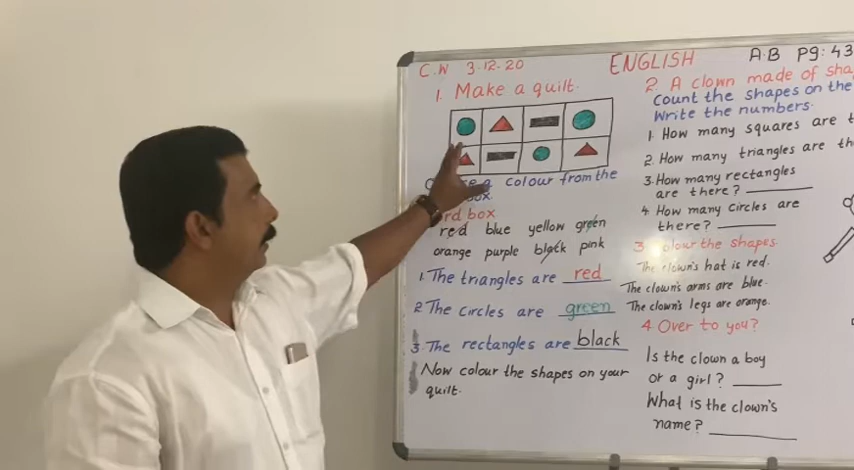 C.W 3-12-20
ENGLISH
A.B Pg: 43
1. Make a quilt.
colour from the
box.
rd box
red blue yellow green
orange purple black pink
1. The triangles are red
2 The circles are green
3. The rectangles are black
Now colour the shapes on your
quilt.
2. A clown made of sha
Count the shapes on the
Write the numbers.
1. How many squares are t
2. How many triangles are th
3. How many rectangles
are there?
4. How many circles are
there?
3 olour the shapes.
The clown's hat is red.
The clown's arms are blue.
The clown's legs are orange.
4 Over to you?
Is the clown a boy
or a girl?
What is the clown's
name?